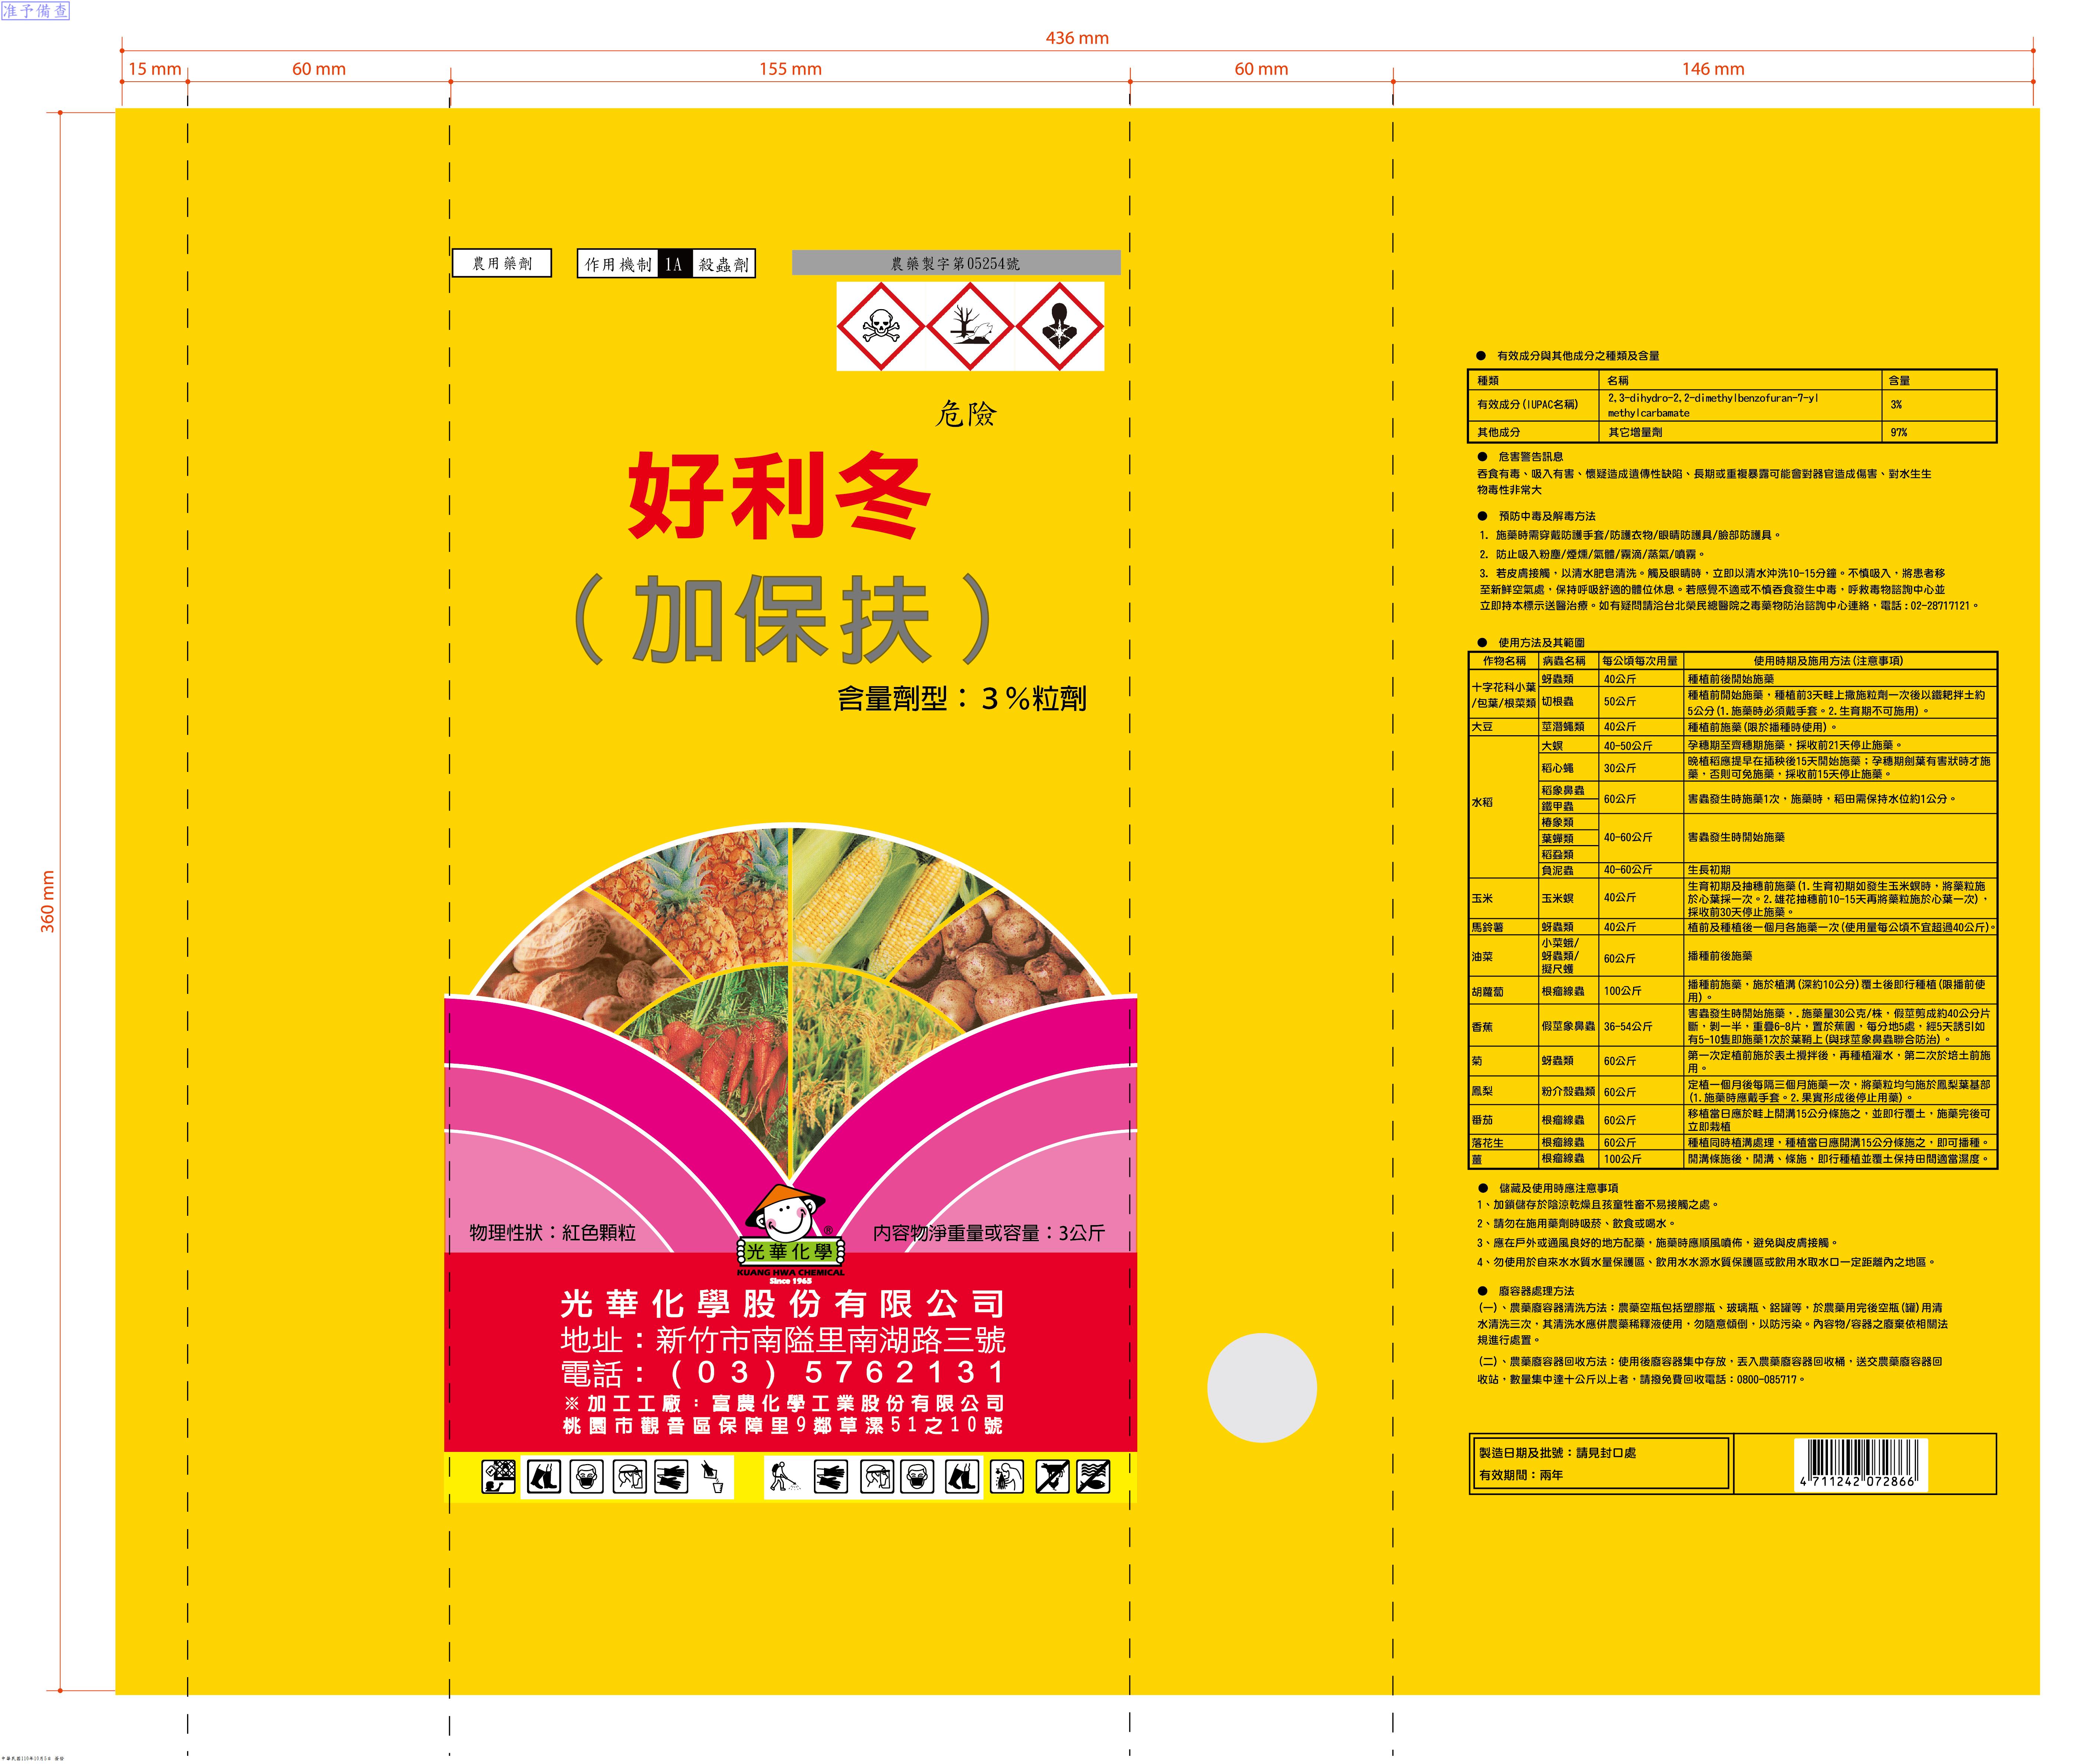 准予備查
436 mm
15 mm
60 mm
155 mm
60 mm
146 mm
360 mm
農用藥劑
作用機制 1A 殺蟲劑
農藥製字第05254號
危險
好利冬
（加保扶）
含量劑型：3%粒劑
物理性狀：紅色顆粒
內容物淨重量或容量：3公斤
®
光華化學
KUANG HWA CHEMICAL
Since 1965
光華化學股份有限公司
地址：新竹市南隘里南湖路三號
電話：(03) 5762131
※加工工廠：富農化學工業股份有限公司
桃園市觀音區保障里9鄰草漯51之10號
● 有效成分與其他成分之種類及含量
種類 名稱 含量
有效成分(IUPAC名稱) 2,3-dihydro-2,2-dimethylbenzofuran-7-yl 3%
methylcarbamate
其他成分 其它增量劑 97%
● 危害警告訊息
吞食有毒、吸入有害、懷疑造成遺傳性缺陷、長期或重複暴露可能會對器官造成傷害、對水生生
物毒性非常大
● 預防中毒及解毒方法
1. 施藥時需穿戴防護手套/防護衣物/眼睛防護具/臉部防護具。
2. 防止吸入粉塵/煙燻/氣體/霧滴/蒸氣/噴霧。
3. 若皮膚接觸，以清水肥皂清洗。觸及眼睛時，立即以清水沖洗10-15分鐘。不慎吸入，將患者移
至新鮮空氣處，保持呼吸舒適的體位休息。若感覺不適或不慎吞食發生中毒，呼救毒物諮詢中心並
立即持本標示送醫治療。如有疑問請洽台北榮民總醫院之毒藥物防治諮詢中心連絡，電話：02-28717121。
● 使用方法及其範圍
作物名稱 病蟲名稱 每公頃每次用量 使用時期及施用方法(注意事項)
十字花科小葉
/包葉/根菜類
蚜蟲類 40公斤 種植前後開始施藥
切根蟲 50公斤 種植前開始施藥，種植前3天畦上撒施粒劑一次後以鐵耙拌土約
5公分(1.施藥時必須戴手套。2.生育期不可施用)。
大豆 莖潛蠅類 40公斤 種植前施藥(限於播種時使用)。
水稻
大螟 40-50公斤 孕穗期至齊穗期施藥，採收前21天停止施藥。
稻心蠅 30公斤 晚植稻應提早在插秧後15天開始施藥；孕穗期劍葉有害狀時才施
藥，否則可免施藥，採收前15天停止施藥。
稻象鼻蟲
鐵甲蟲
60公斤 害蟲發生時施藥1次，施藥時，稻田需保持水位約1公分。
椿象類
葉蟬類
稻蝨類
40-60公斤 害蟲發生時開始施藥
負泥蟲 40-60公斤 生長初期
玉米 玉米螟 40公斤 生育初期及抽穗前施藥(1.生育初期如發生玉米螟時，將藥粒施
於心葉採一次。2.雄花抽穗前10-15天再將藥粒施於心葉一次)，
採收前30天停止施藥。
馬鈴薯 蚜蟲類 40公斤 植前及種植後一個月各施藥一次(使用量每公頃不宜超過40公斤)。
油菜 小菜蛾/
蚜蟲類/
擬尺蠖
60公斤 播種前後施藥
胡蘿蔔 根瘤線蟲 100公斤 播種前施藥，施於植溝(深約10公分)覆土後即行種植(限播前使
用)。
香蕉 假莖象鼻蟲 36-54公斤 害蟲發生時開始施藥，.施藥量30公克/株，假莖剪成約40公分片
斷，剝一半，重疊6-8片，置於蕉園，每分地5處，經5天誘引如
有5-10隻即施藥1次於葉鞘上(與球莖象鼻蟲聯合防治)。
菊 蚜蟲類 60公斤 第一次定植前施於表土攪拌後，再種植灌水，第二次於培土前施
用。
鳳梨 粉介殼蟲類 60公斤 定植一個月後每隔三個月施藥一次，將藥粒均勻施於鳳梨葉基部
(1.施藥時應戴手套。2.果實形成後停止用藥)。
番茄 根瘤線蟲 60公斤 移植當日應於畦上開溝15公分條施之，並即行覆土，施藥完後可
立即栽植
落花生 根瘤線蟲 60公斤 種植同時植溝處理，種植當日應開溝15公分條施之，即可播種。
薑 根瘤線蟲 100公斤 開溝條施後，開溝、條施，即行種植並覆土保持田間適當濕度。
● 儲藏及使用時應注意事項
1、加鎖儲存於陰涼乾燥且孩童牲畜不易接觸之處。
2、請勿在施用藥劑時吸菸、飲食或喝水。
3、應在戶外或通風良好的地方配藥，施藥時應順風噴佈，避免與皮膚接觸。
4、勿使用於自來水水質水量保護區、飲用水水源水質保護區或飲用水取水口一定距離內之地區。
● 廢容器處理方法
(一)、農藥廢容器清洗方法：農藥空瓶包括塑膠瓶、玻璃瓶、鋁罐等，於農藥用完後空瓶(罐)用清
水清洗三次，其清洗水應併農藥稀釋液使用，勿隨意傾倒，以防污染。內容物/容器之廢棄依相關法
規進行處置。
(二)、農藥廢容器回收方法：使用後廢容器集中存放，丟入農藥廢容器回收桶，送交農藥廢容器回
收站，數量集中達十公斤以上者，請撥免費回收電話：0800-085717。
製造日期及批號：請見封口處
有效期間：兩年
4 711242 072866